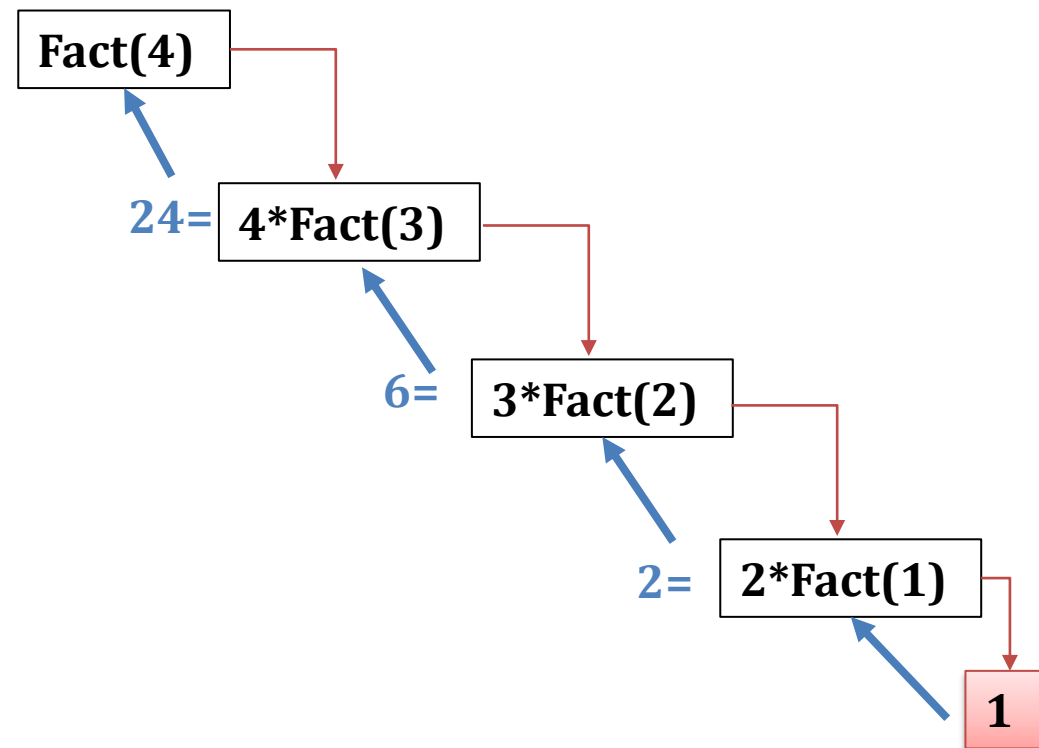 Fact(4)
24= 4*Fact(3)
6= 3*Fact(2)
2= 2*Fact(1)
1